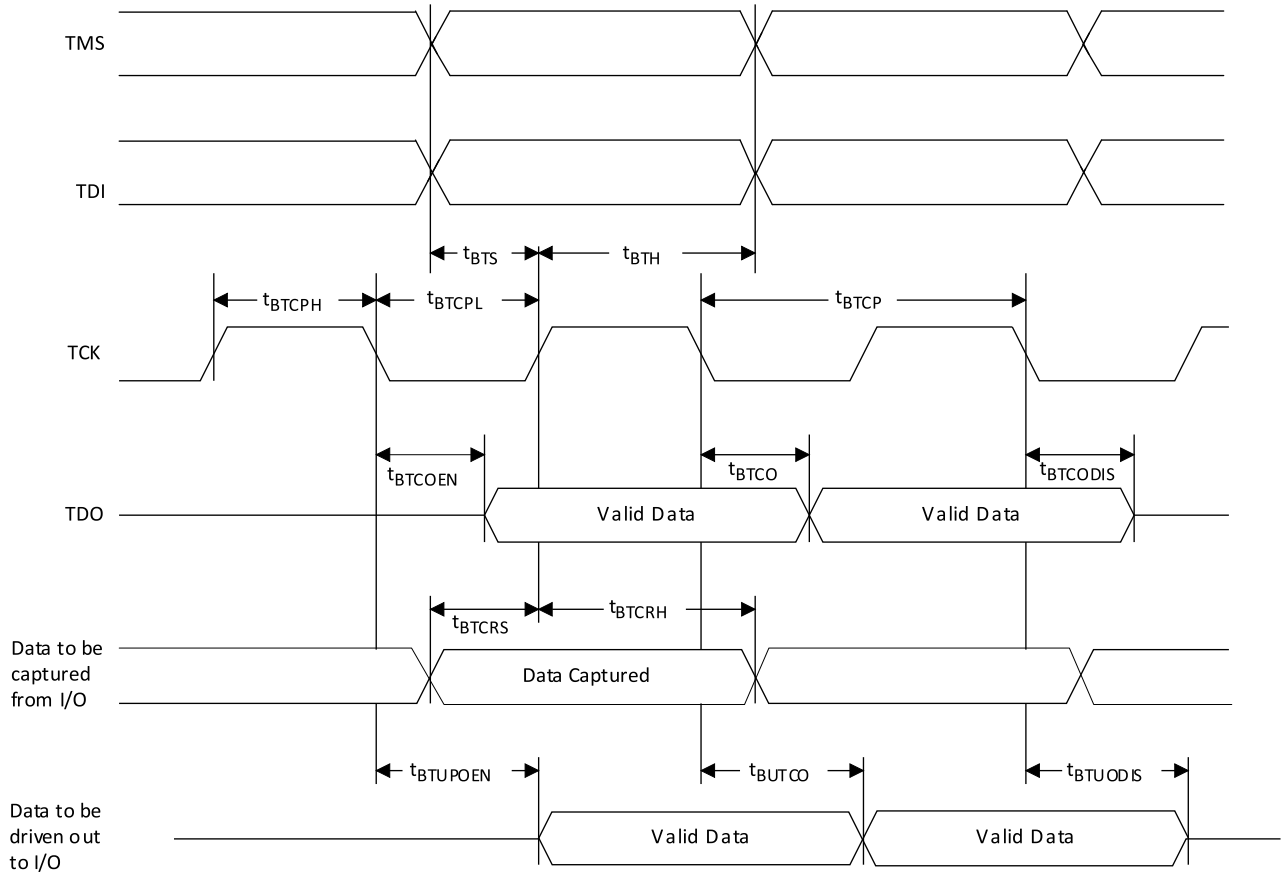 TMS
TDI
tBTS
tBTH
tBTCPH
tBTCPL
tBTCP
TCK
tBTCOEN
tBTCO
tBTCODIS
TDO
Valid Data
Valid Data
tBTCRS
tBTCRH
Data to be
captured
from I/O
Data Captured
tBTUPOEN
tBUTCO
tBTUODIS
Data to be
driven out
to I/O
Valid Data
Valid Data